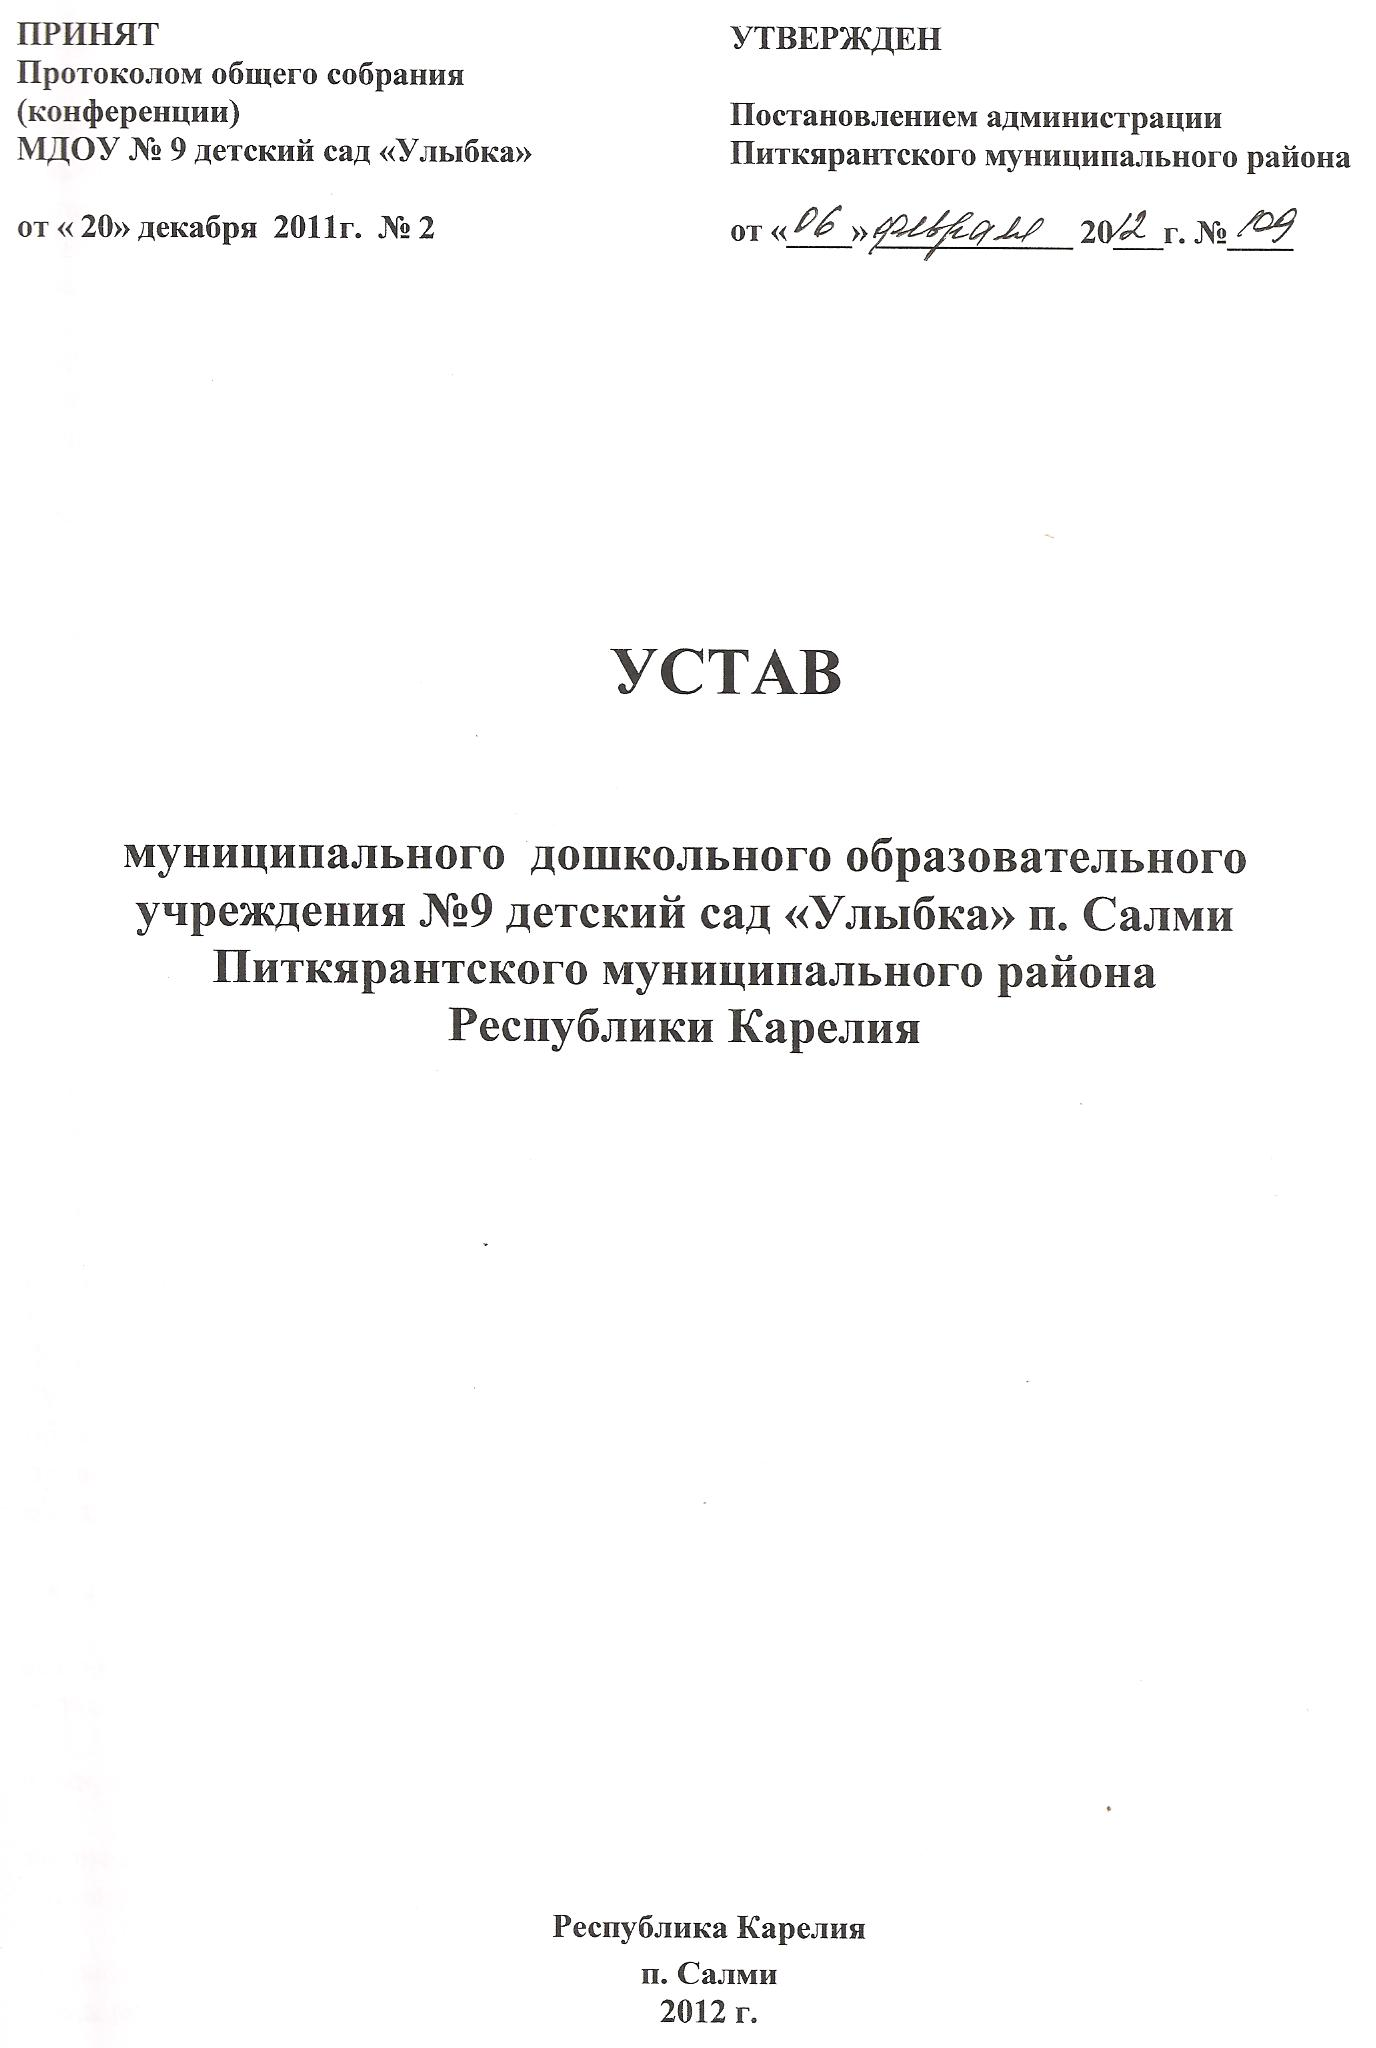 ПРИНЯТ
Протоколом общего собрания
(конференции)
МДОУ № 9 детский сад «Улыбка»
от « 20» декабря 2011г. № 2
УТВЕРЖДЕН
Постановлением администрации
Питкярантского муниципального района
от «06» февраля 2012 г. № 109
УСТАВ
муниципального дошкольного образовательного
учреждения №9 детский сад «Улыбка» п. Салми
Питкярантского муниципального района
Республики Карелия
Республика Карелия
п. Салми
2012 г.